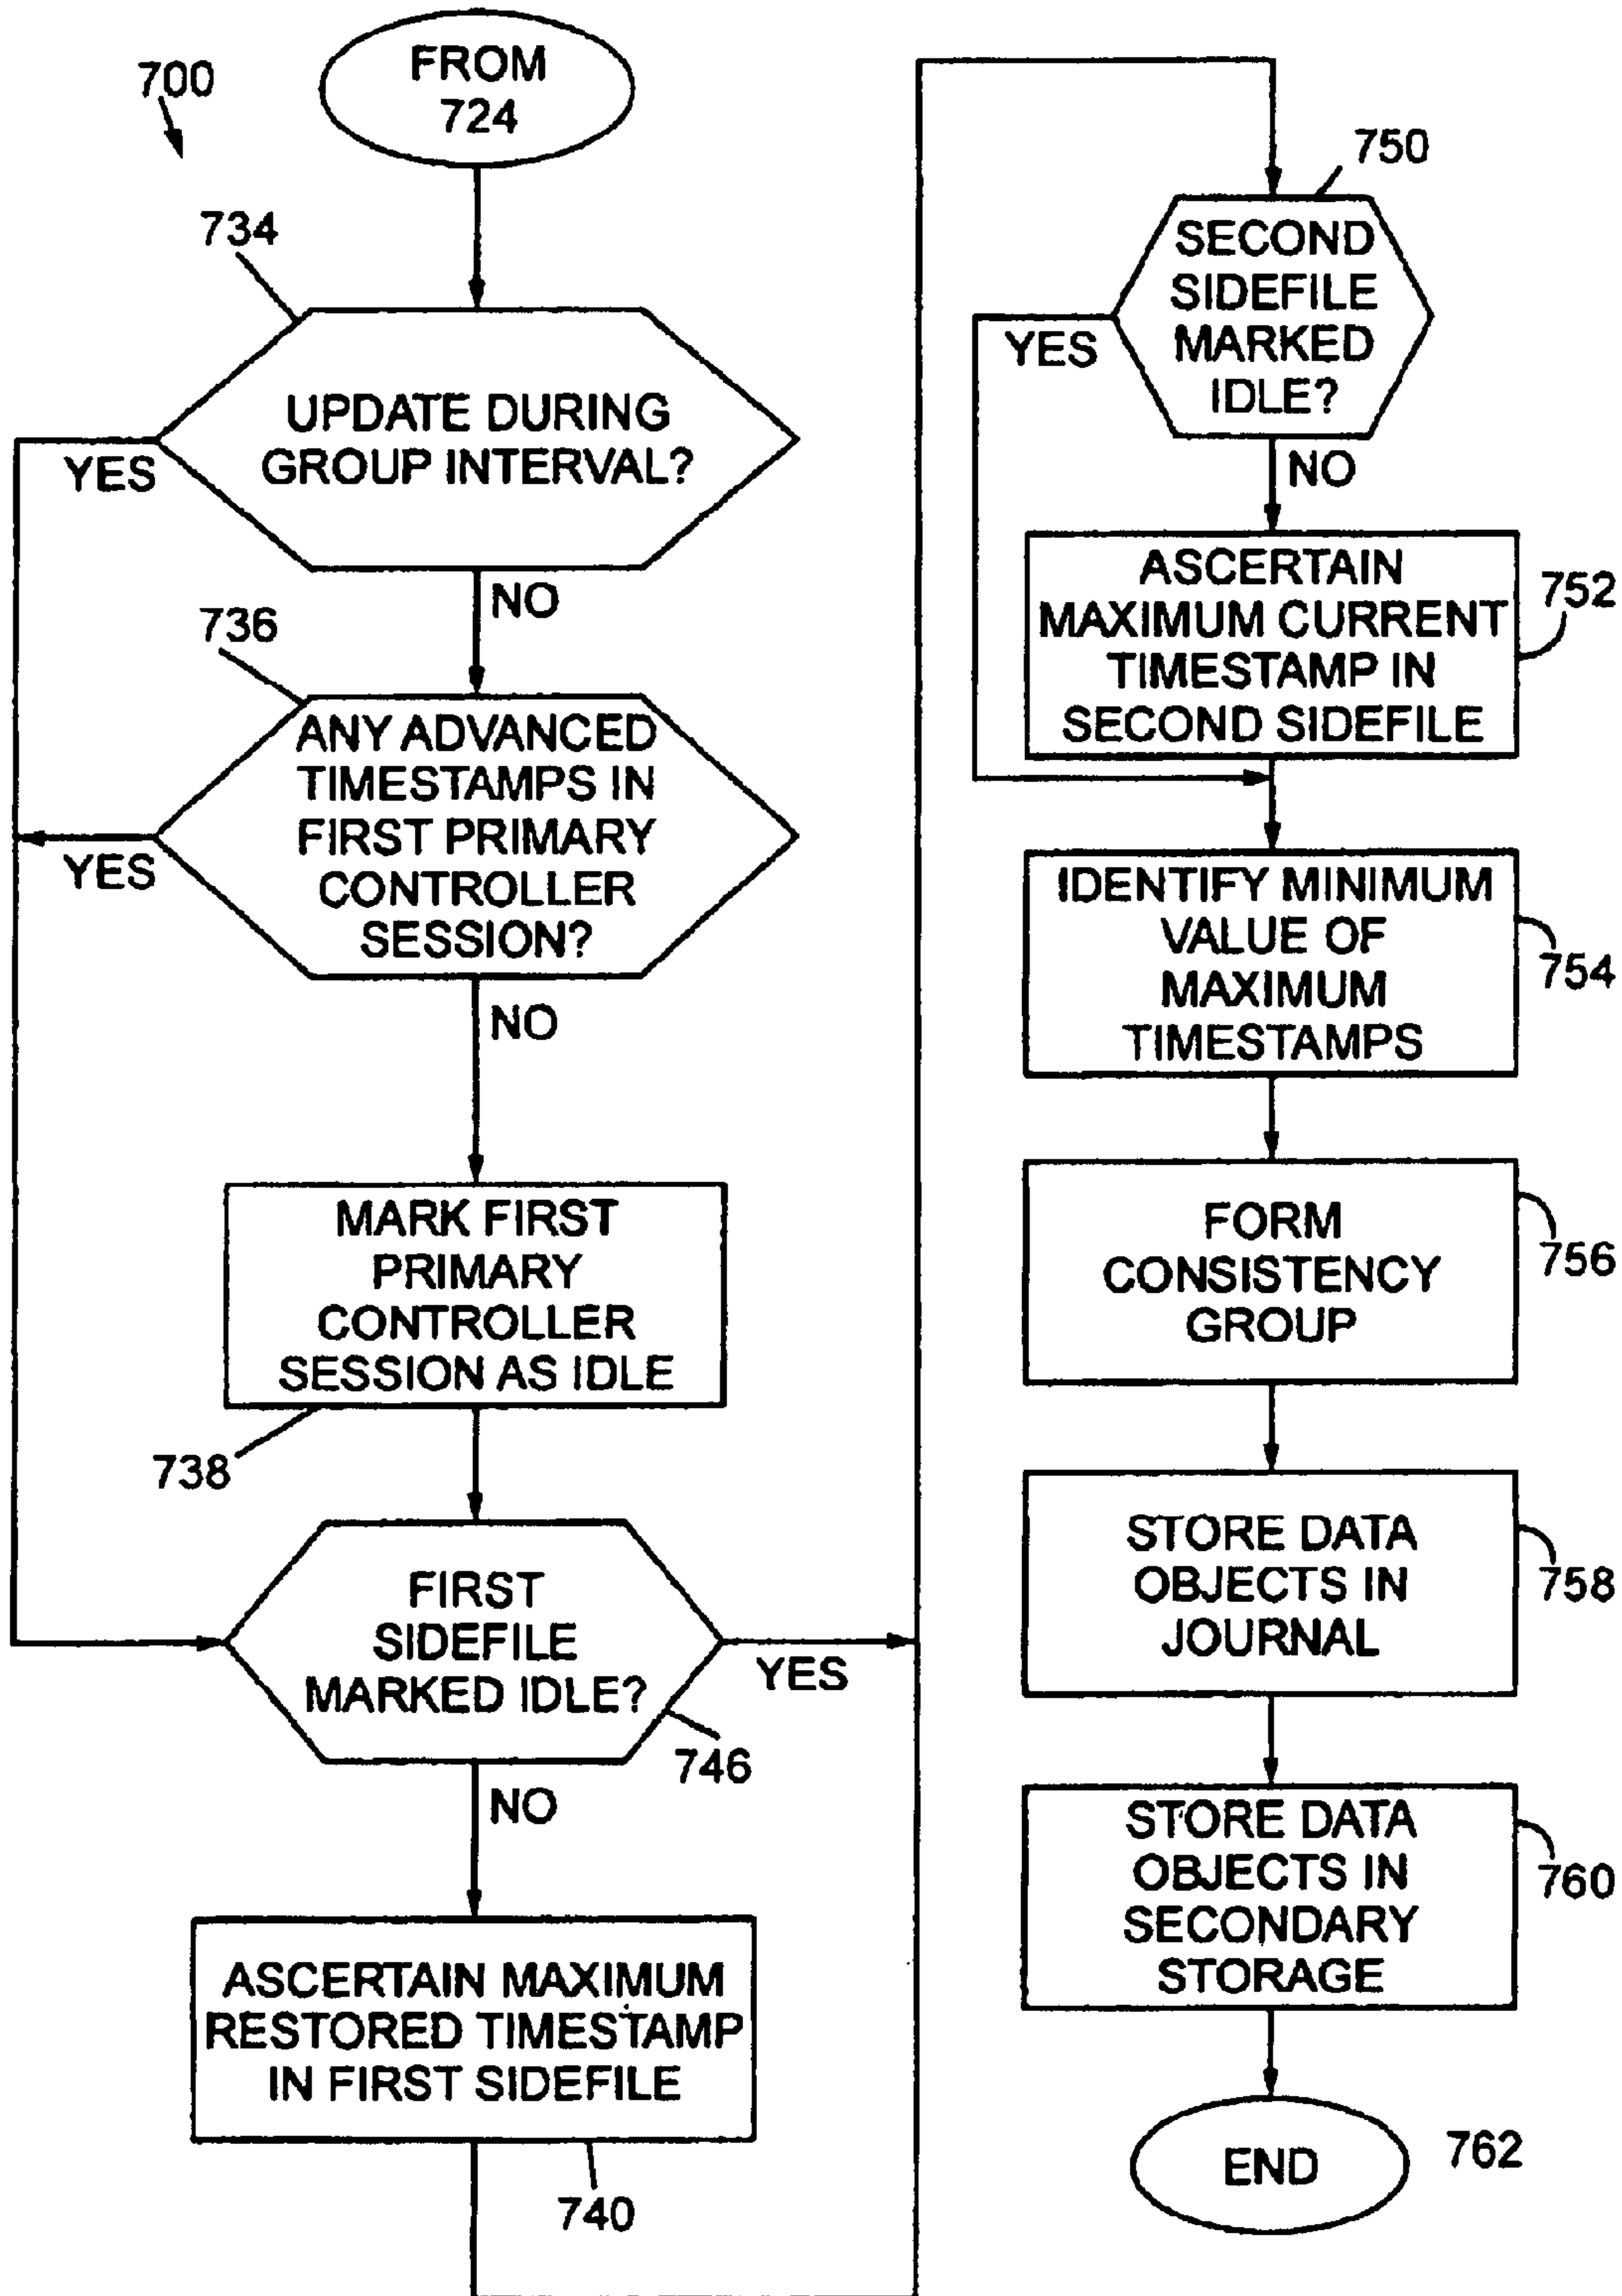 700
FROM
724
734
UPDATE DURING
GROUP INTERVAL?
YES
NO
736
ANY ADVANCED
TIMESTAMPS IN
FIRST PRIMARY
CONTROLLER
SESSION?
YES
NO
MARK FIRST
PRIMARY
CONTROLLER
SESSION AS IDLE
738
FIRST
SIDEFILE
MARKED IDLE?
YES
746
NO
ASCERTAIN MAXIMUM
RESTORED TIMESTAMP
IN FIRST SIDEFILE
740
750
SECOND
SIDEFILE
MARKED
IDLE?
YES
NO
ASCERTAIN
MAXIMUM CURRENT
TIMESTAMP IN
SECOND SIDEFILE
752
IDENTIFY MINIMUM
VALUE OF
MAXIMUM
TIMESTAMPS
754
FORM
CONSISTENCY
GROUP
756
STORE DATA
OBJECTS IN
JOURNAL
758
STORE DATA
OBJECTS IN
SECONDARY
STORAGE
760
END
762